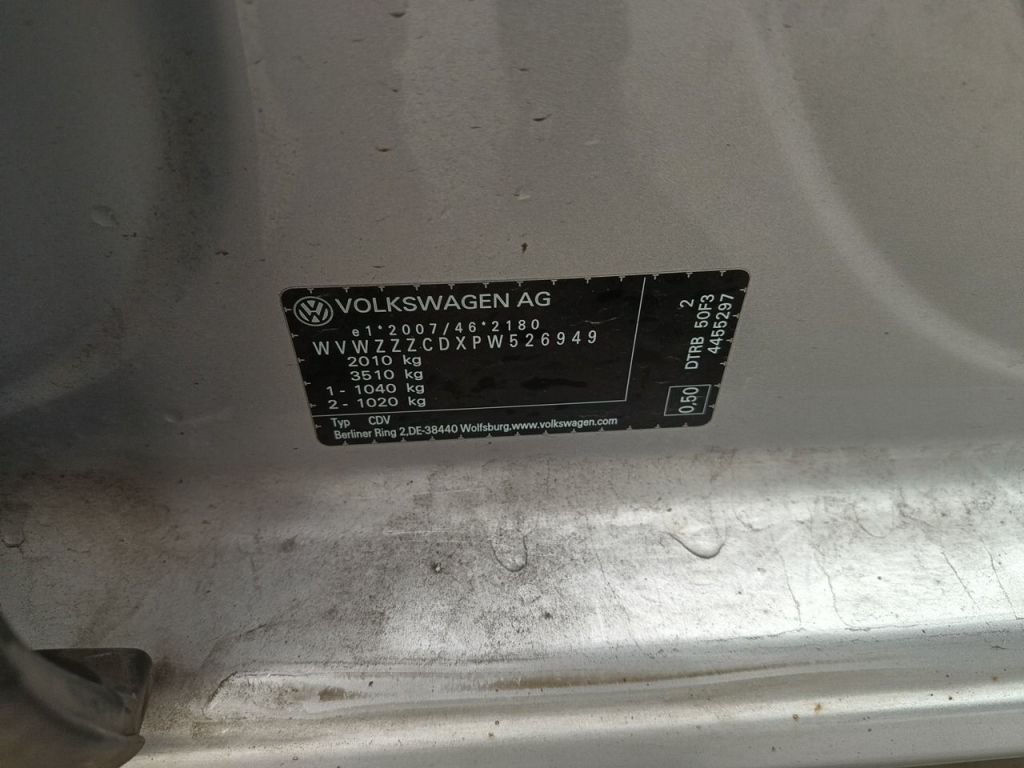 VOLKSWAGEN AG
e1*2007/46*2180
WVWZZZCDXPW526949
2010 kg
3510 kg
1 - 1040 kg
2 - 1020 kg
Typ CDV
Berliner Ring 2,DE-38440 Wolfsburg.www.volkswagen.com
2
DTRB 50F3
4455297
0,50